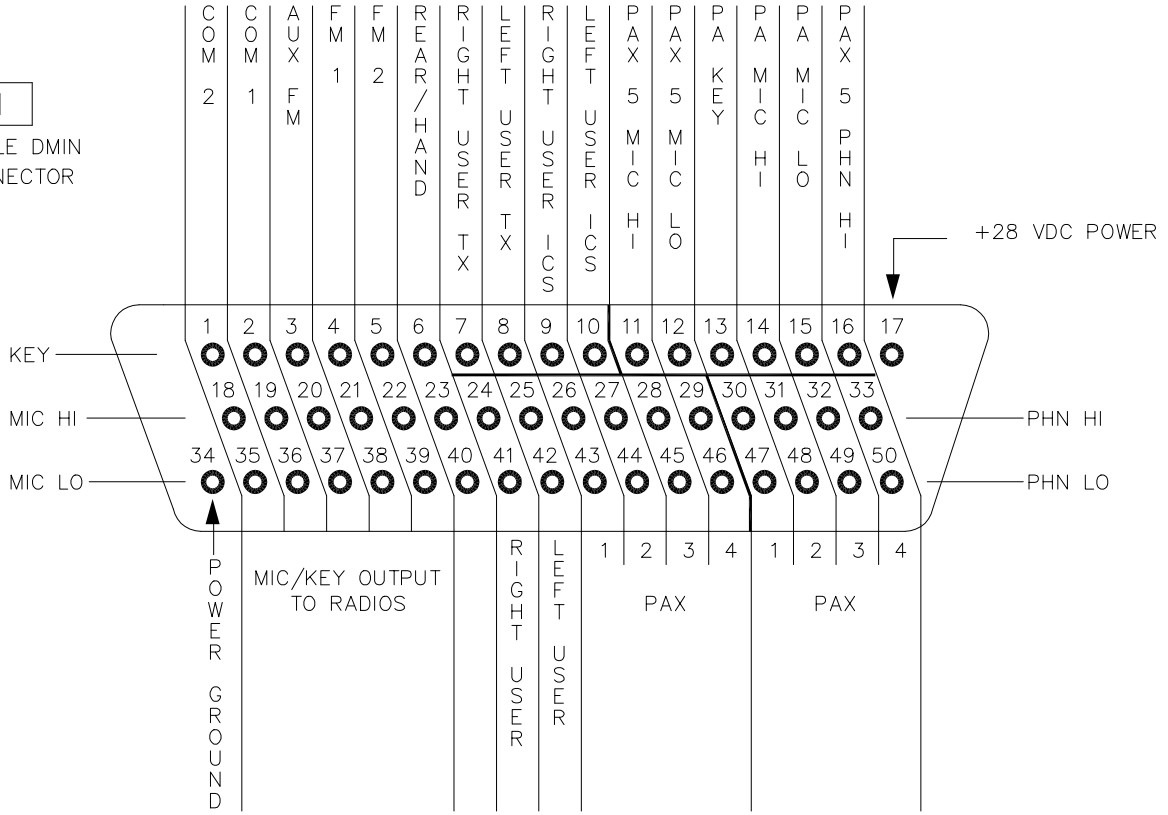 COM 2
COM 1
AUX FM
FM 1
FM 2
REAR/HAND
RIGHT USER TX
LEFT USER TX
RIGHT USER ICS
LEFT USER ICS
PAX 5 MIC HI
PAX 5 MIC LO
PA KEY
PA MIC HI
PA MIC LO
PAX 5 PHN HI
LE DMIN
NECTOR
+28 VDC POWER
1 2 3 4 5 6 7 8 9 10 11 12 13 14 15 16 17
KEY
18 19 20 21 22 23 24 25 26 27 28 29 30 31 32 33
MIC HI
PHN HI
34 35 36 37 38 39 40 41 42 43 44 45 46 47 48 49 50
MIC LO
PHN LO
POWER GROUND
MIC/KEY OUTPUT
TO RADIOS
RIGHT USER
LEFT USER
1 2 3 4
PAX
1 2 3 4
PAX